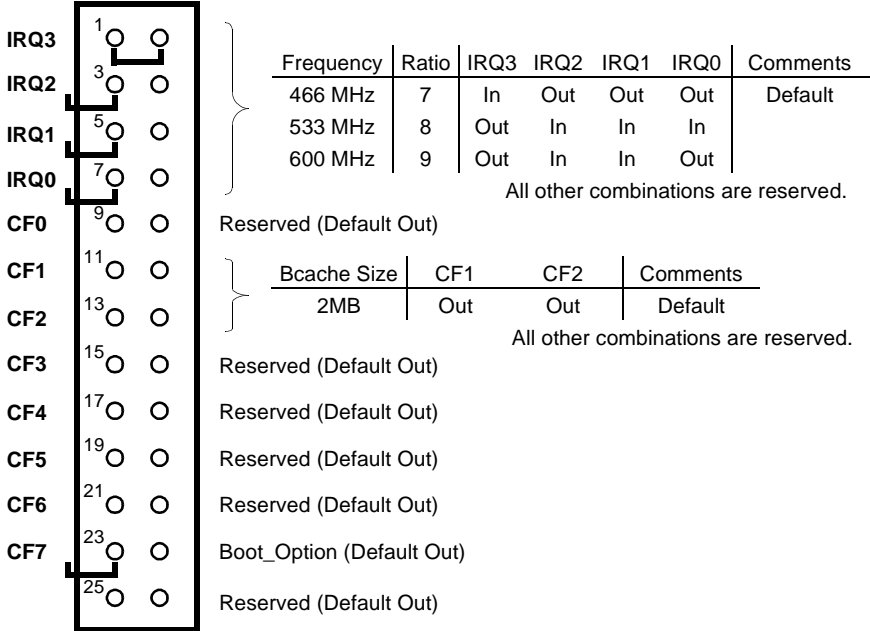 IRQ3 1
Frequency Ratio IRQ3 IRQ2 IRQ1 IRQ0 Comments
IRQ2 3
466 MHz 7 In Out Out Out Default
IRQ1 5
533 MHz 8 Out In In In
600 MHz 9 Out In In Out
IRQ0 7
All other combinations are reserved.
CF0 9 Reserved (Default Out)
CF1 11
Bcache Size CF1 CF2 Comments
2MB Out Out Default
CF2 13
All other combinations are reserved.
CF3 15 Reserved (Default Out)
CF4 17 Reserved (Default Out)
CF5 19 Reserved (Default Out)
CF6 21 Reserved (Default Out)
CF7 23 Boot_Option (Default Out)
25 Reserved (Default Out)